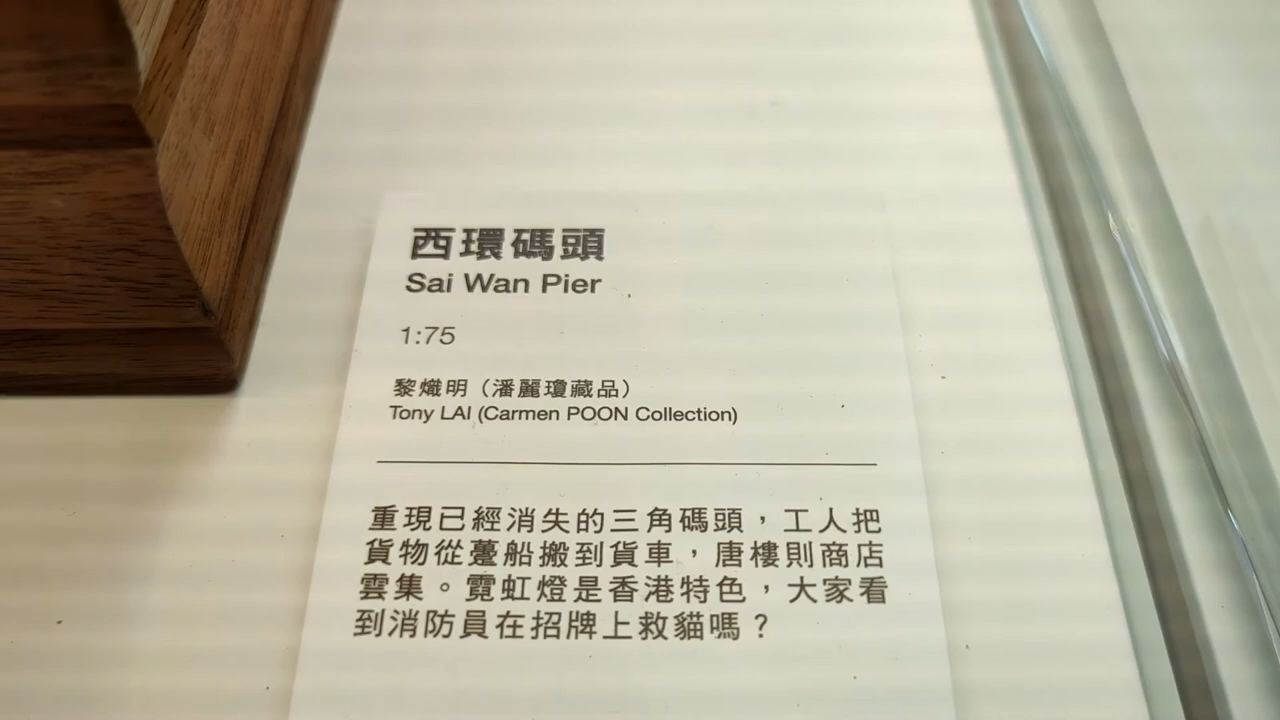 西環碼頭
Sai Wan Pier
1:75
黎熾明（潘麗瓊藏品）
Tony LAI (Carmen POON Collection)
重現已經消失的三角碼頭，工人把
貨物從躉船搬到貨車，唐樓則商店
雲集。霓虹燈是香港特色，大家看
到消防員在招牌上救貓嗎？